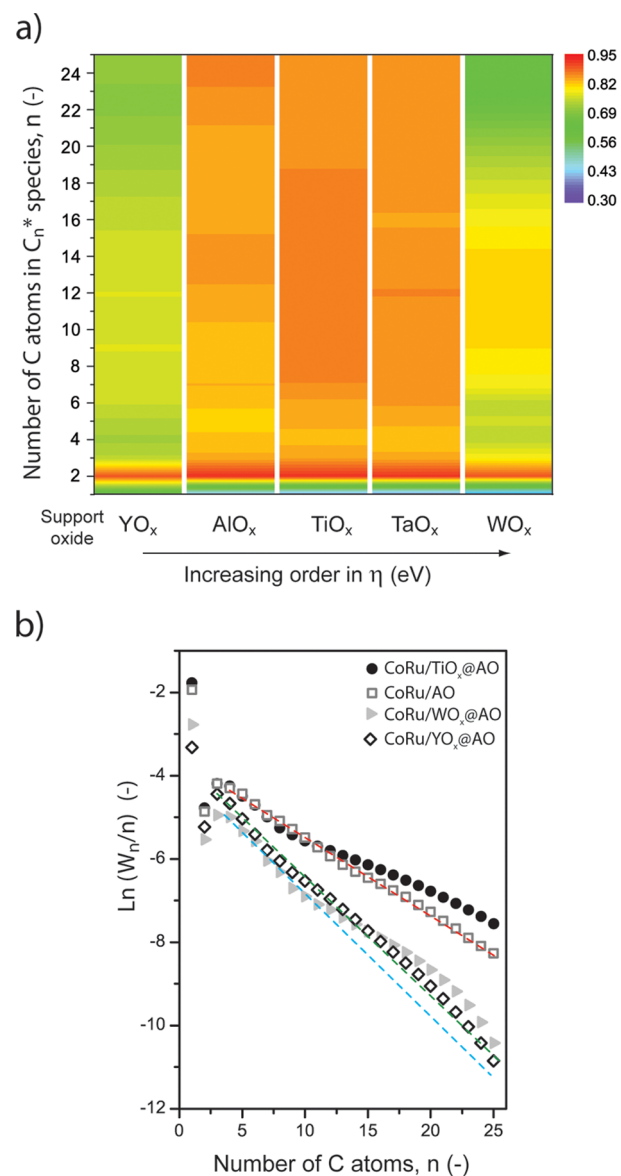 a)
Number of C atoms in Cn* species, n (-)
24
22
20
18
16
14
12
10
8
6
4
2
0.95
0.82
0.69
0.56
0.43
0.30
Support
oxide
YOx
AlOx
TiOx
TaOx
WOx
Increasing order in η (eV)
b)
Ln (Wn/n) (-)
-2
-4
-6
-8
-10
-12
CoRu/TiOx@AO
CoRu/AO
CoRu/WOx@AO
CoRu/YOx@AO
0
5
10
15
20
25
Number of C atoms, n (-)